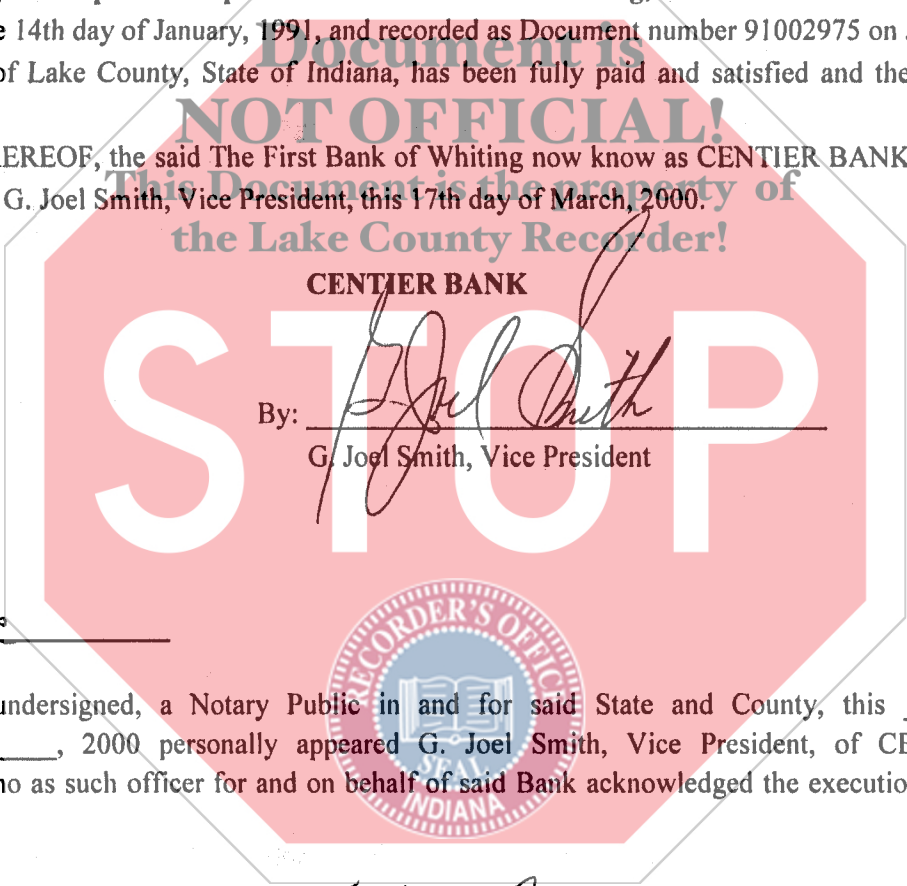 e 14th day of January, 1991, and recorded as Document number 91002975 on
Document is
of Lake County, State of Indiana, has been fully paid and satisfied and the
NOT OFFICIAL!
EREOF, the said The First Bank of Whiting now know as CENTIER BANK
This Document is the property of
G. Joel Smith, Vice President, this 17th day of March, 2000.
the Lake County Recorder!
CENTIER BANK
STOP
By: G Joel Smith
G. Joel Smith, Vice President
RECORDER'S OFFICE
undersigned, a Notary Public in and for said State and County, this
, 2000 personally appeared G. Joel Smith, Vice President, of CE
SEAL
o as such officer for and on behalf of said Bank acknowledged the executio
INDIANA